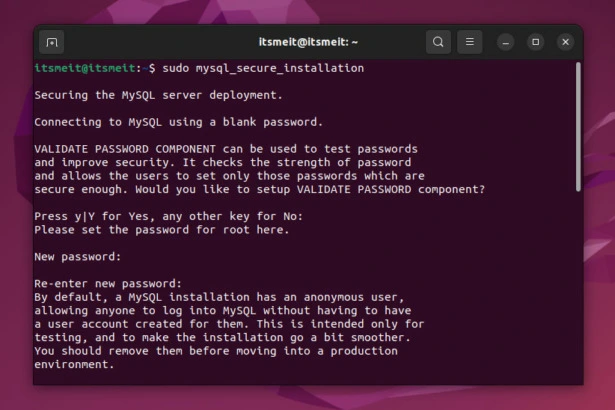 itsmeit@itsmeit: ~
itsmeit@itsmeit:~$ sudo mysql_secure_installation
Securing the MySQL server deployment.
Connecting to MySQL using a blank password.
VALIDATE PASSWORD COMPONENT can be used to test passwords
and improve security. It checks the strength of password
and allows the users to set only those passwords which are
secure enough. Would you like to setup VALIDATE PASSWORD component?
Press y|Y for Yes, any other key for No:
Please set the password for root here.
New password:
Re-enter new password:
By default, a MySQL installation has an anonymous user,
allowing anyone to log into MySQL without having to have
a user account created for them. This is intended only for
testing, and to make the installation go a bit smoother.
You should remove them before moving into a production
environment.